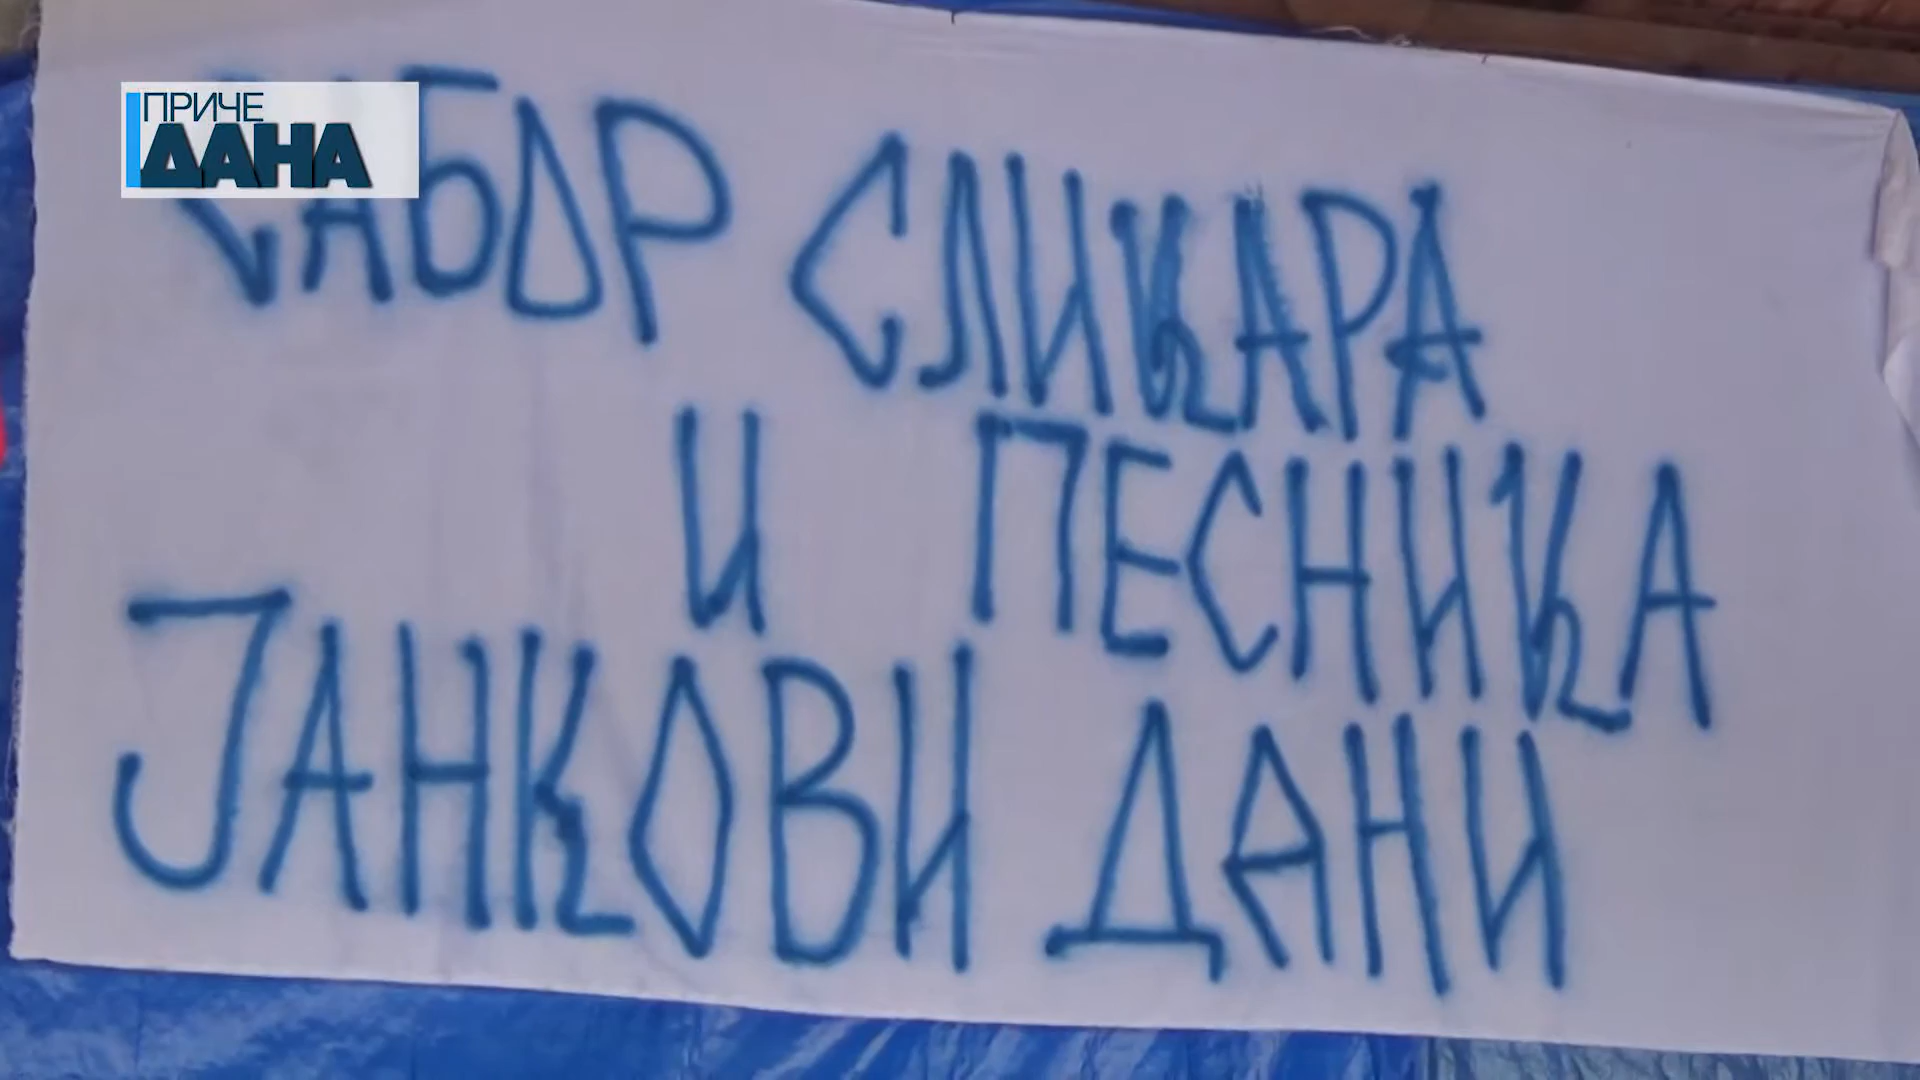 ПРИЧЕ
ДАНА
САБОР СЛИКАРА
И ПЕСНИКА
ЈАНКОВИ ДАНИ